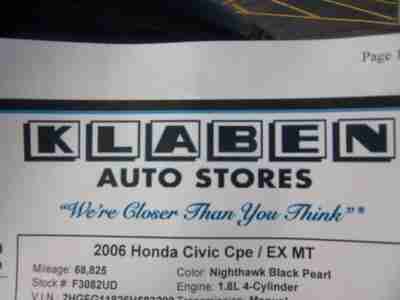 Page
KLABEN
AUTO STORES
"We're Closer Than You Think"®
2006 Honda Civic Cpe / EX MT
Mileage: 68,825 Color: Nighthawk Black Pearl
Stock #: F3082UD Engine: 1.8L 4-Cylinder
V.I.N.: